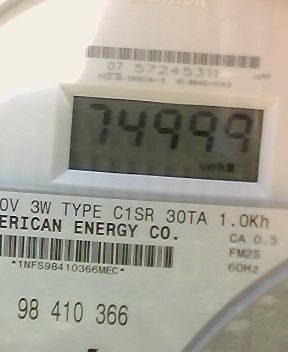 07 57245311
74999
kWh
0V 3W TYPE C1SR 30TA 1.0Kh
ERICAN ENERGY CO.
CA 0.5
FM2S
*1NFS98410366MEC*
60Hz
98 410 366